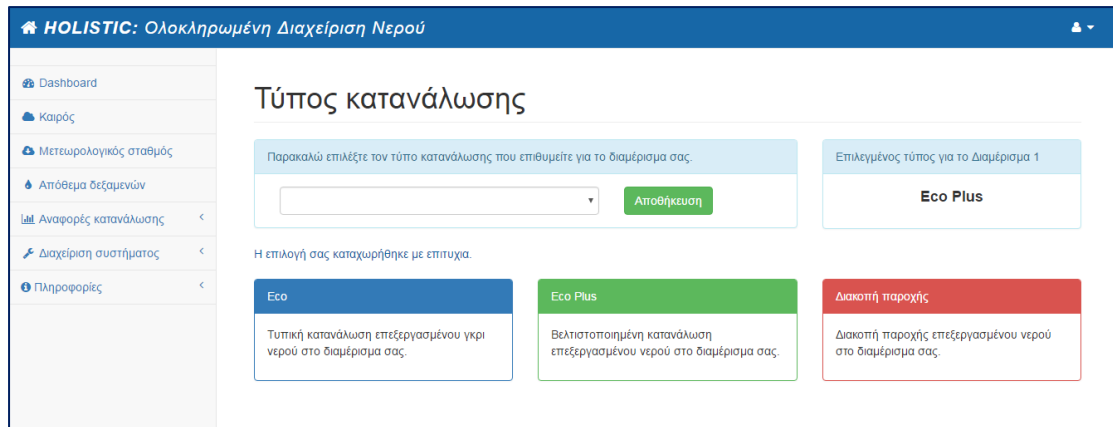 HOLISTIC: Ολοκληρωμένη Διαχείριση Νερού
Dashboard
Καιρός
Μετεωρολογικός σταθμός
Απόθεμα δεξαμενών
Αναφορές κατανάλωσης
Διαχείριση συστήματος
Πληροφορίες
Τύπος κατανάλωσης
Παρακαλώ επιλέξτε τον τύπο κατανάλωσης που επιθυμείτε για το διαμέρισμα σας.
Αποθήκευση
Επιλεγμένος τύπος για το Διαμέρισμα 1
Eco Plus
Η επιλογή σας καταχωρήθηκε με επιτυχια.
Eco
Τυπική κατανάλωση επεξεργασμένου γκρι
νερού στο διαμέρισμα σας.
Eco Plus
Βελτιστοποιημένη κατανάλωση
επεξεργασμένου νερού στο διαμέρισμα σας.
Διακοπή παροχής
Διακοπή παροχής επεξεργασμένου νερού
στο διαμέρισμα σας.